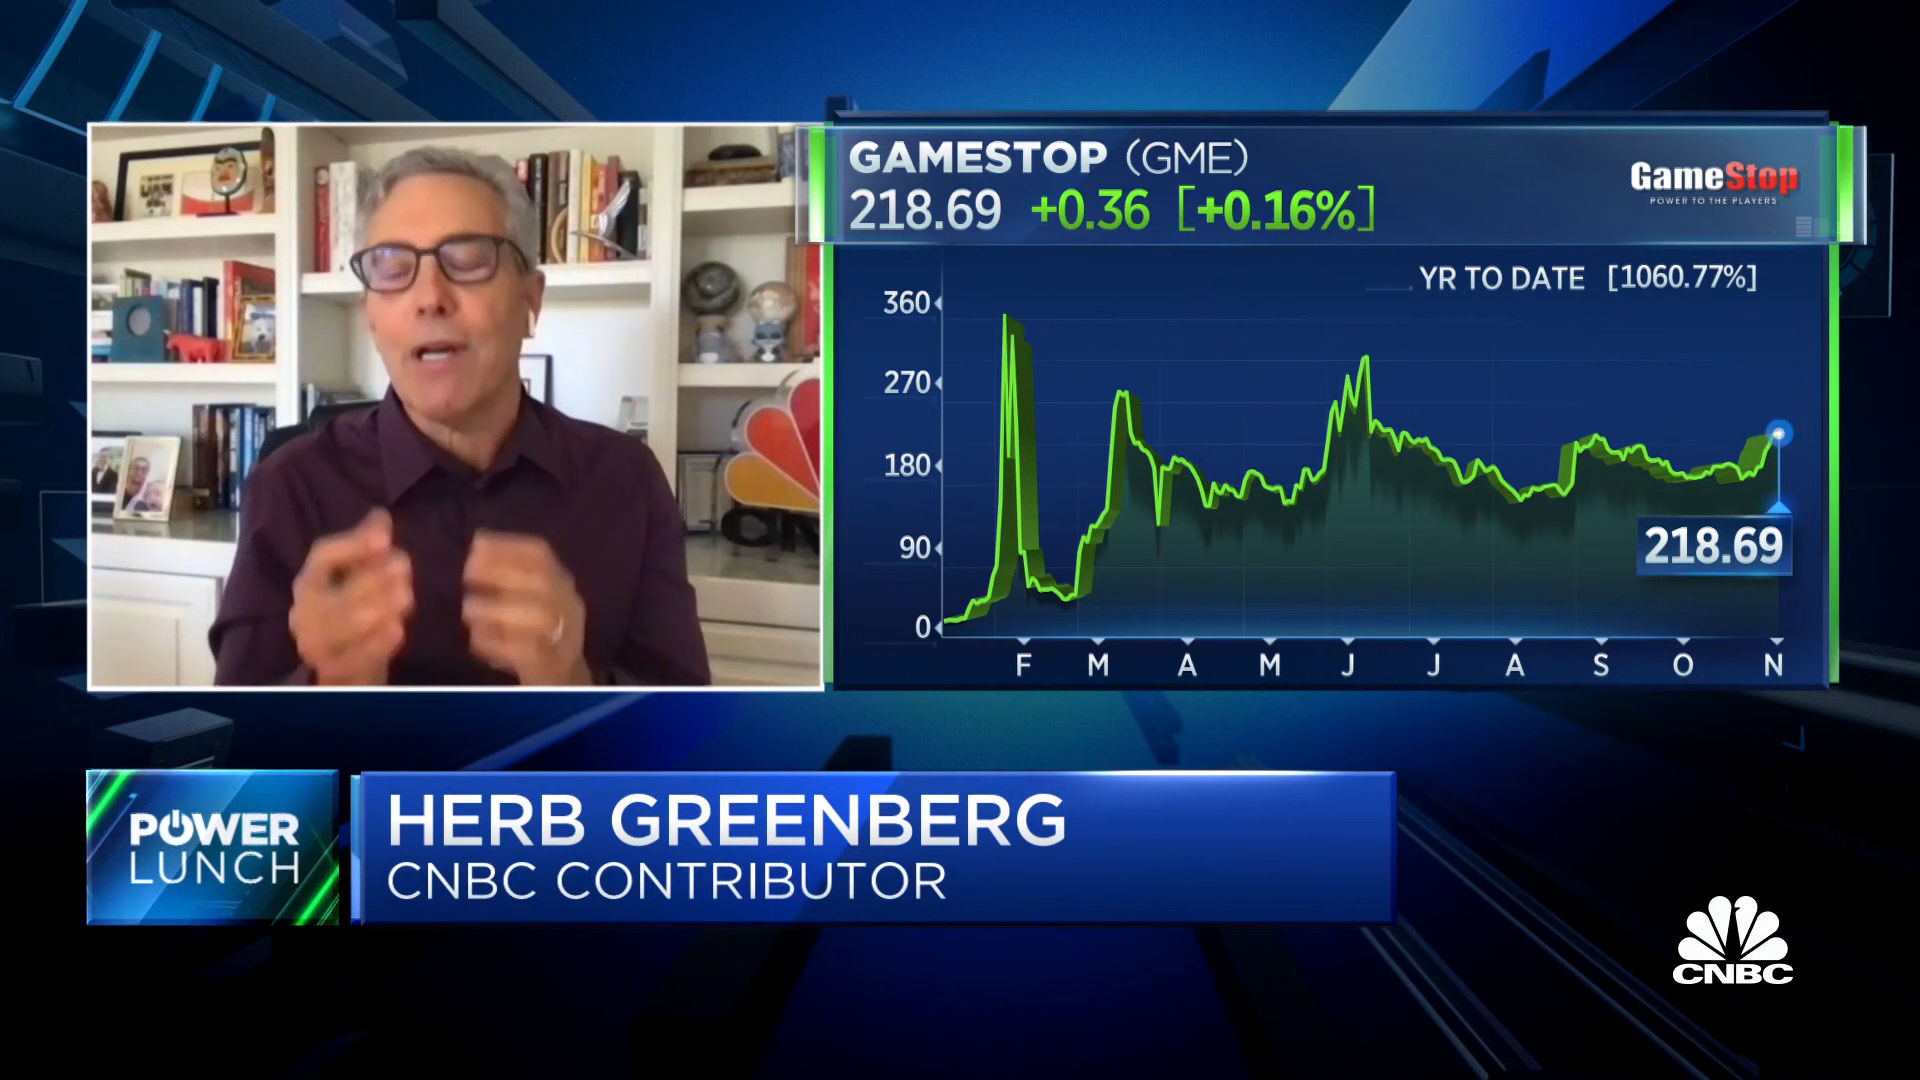 GAMESTOP (GME)
218.69 +0.36 [+0.16%]
GameStop
POWER TO THE PLAYERS
YR TO DATE [1060.77%]
360
270
180
90
0
218.69
F M A M J J A S O N
POWER
LUNCH
HERB GREENBERG
CNBC CONTRIBUTOR
CNBC